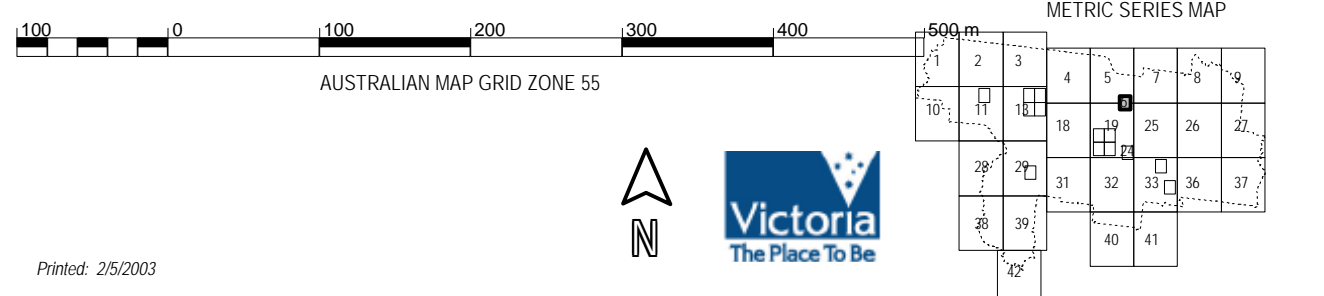 METRIC SERIES MAP
100 0 100 200 300 400 500 m
AUSTRALIAN MAP GRID ZONE 55
1 2 3
4 5 7 8 9
6
10 11 13
18 19 25 26 27
24
28 29
31 32 33 36 37
38 39
40 41
42
N
Victoria
The Place To Be
Printed: 2/5/2003